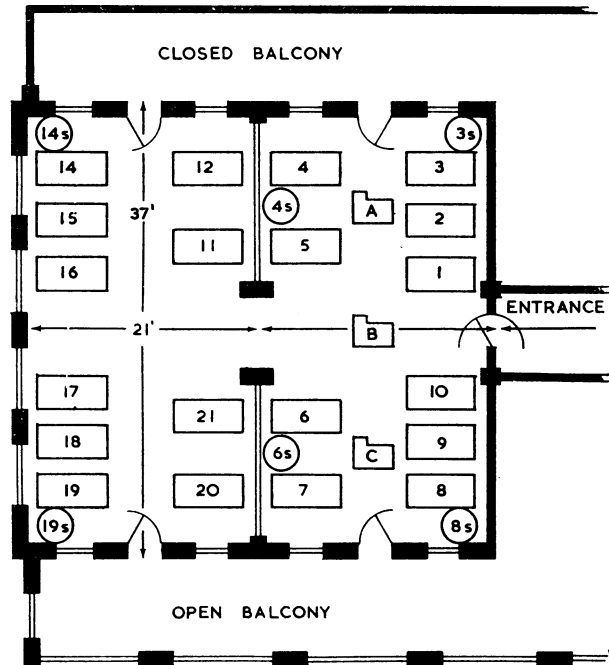 CLOSED BALCONY
14s 3s
14 12 4 3
4s A
15 37' 2
11 5
16 1
ENTRANCE
21' B
17 10
21 6
18 6s C 9
19 20 7 8
19s 8s
OPEN BALCONY